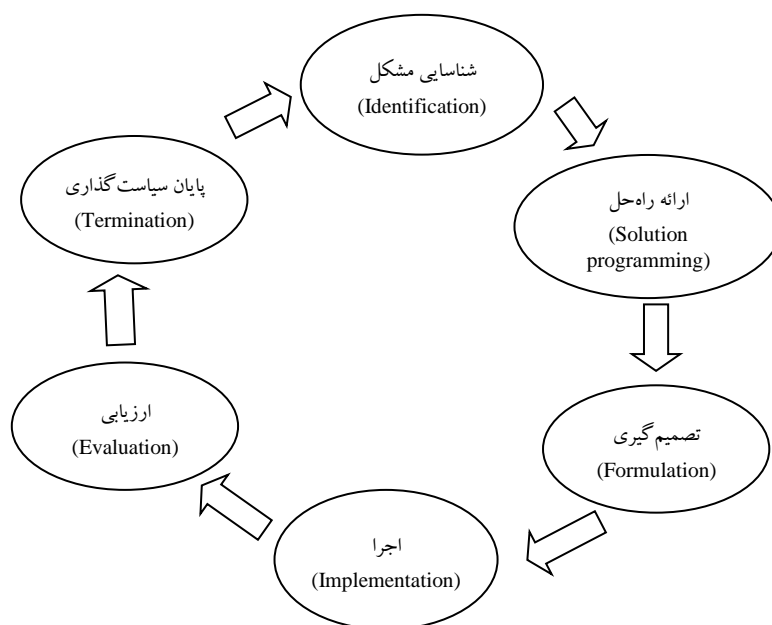 شناسایی مشکل
(Identification)
ارائه راه‌حل
(Solution
programming)
تصمیم‌گیری
(Formulation)
اجرا
(Implementation)
ارزیابی
(Evaluation)
پایان سیاست‌گذاری
(Termination)